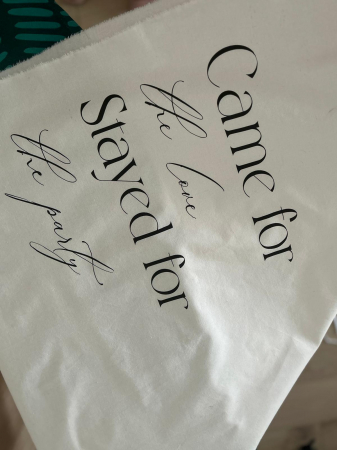 Came for
the love
Stayed for
the party